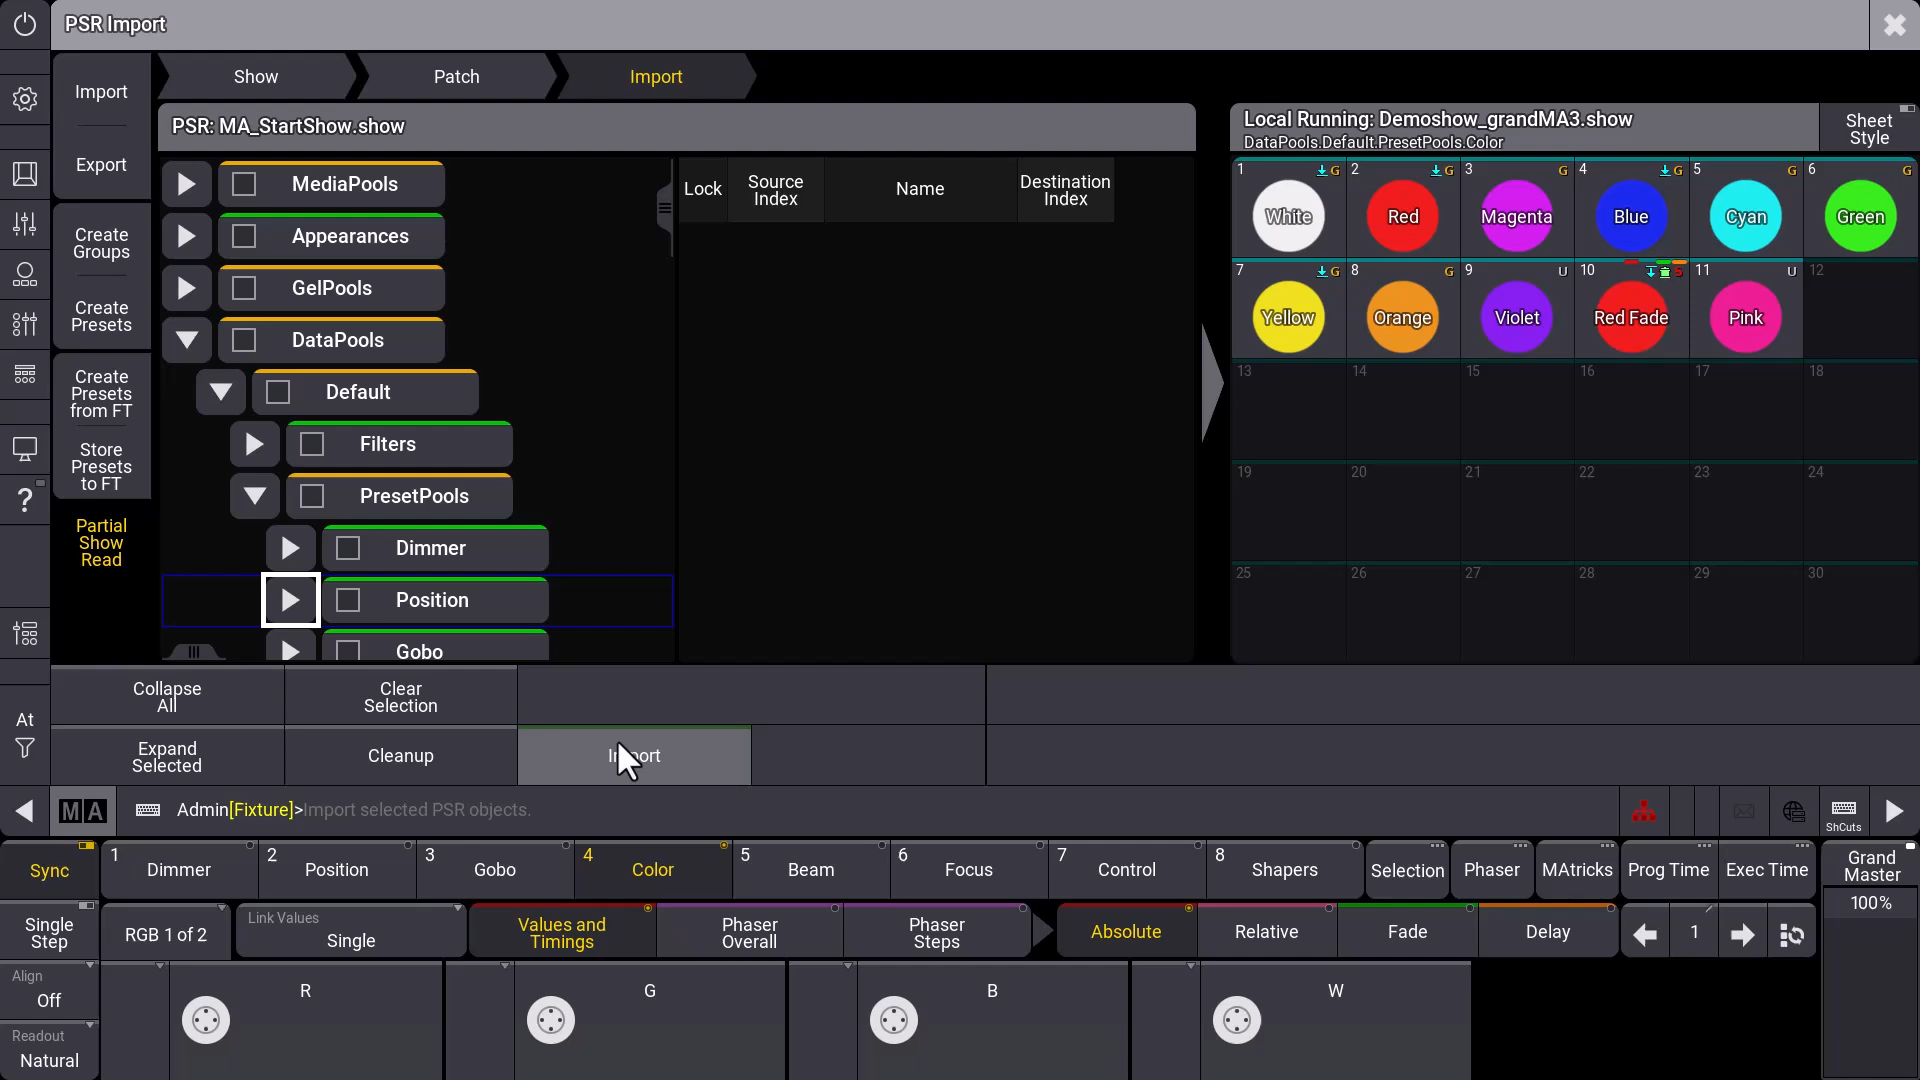 PSR Import
Import
Export
Create
Groups
Create
Presets
Create
Presets
from FT
Store
Presets
to FT
Partial
Show
Read
Show
Patch
Import
PSR: MA_StartShow.show
MediaPools
Appearances
GelPools
DataPools
Default
Filters
PresetPools
Dimmer
Position
Gobo
Lock
Source
Index
Name
Destination
Index
Local Running: Demoshow_grandMA3.show
DataPools.Default.PresetPools.Color
Sheet
Style
1 G White
2 G Red
3 G Magenta
4 G Blue
5 G Cyan
6 G Green
7 G Yellow
8 G Orange
9 U Violet
10 S Red Fade
11 U Pink
12
13 14 15 16 17 18
19 20 21 22 23 24
25 26 27 28 29 30
Collapse
All
Clear
Selection
Expand
Selected
Cleanup
At
MA
Admin[Fixture]>Import selected PSR objects.
ShCuts
Sync
1 Dimmer
2 Position
3 Gobo
4 Color
5 Beam
6 Focus
7 Control
8 Shapers
Selection
Phaser
MAtricks
Prog Time
Exec Time
Grand
Master
100%
Single
Step
RGB 1 of 2
Link Values
Single
Values and
Timings
Phaser
Overall
Phaser
Steps
Absolute
Relative
Fade
Delay
1
Align
Off
Readout
Natural
R
G
B
W